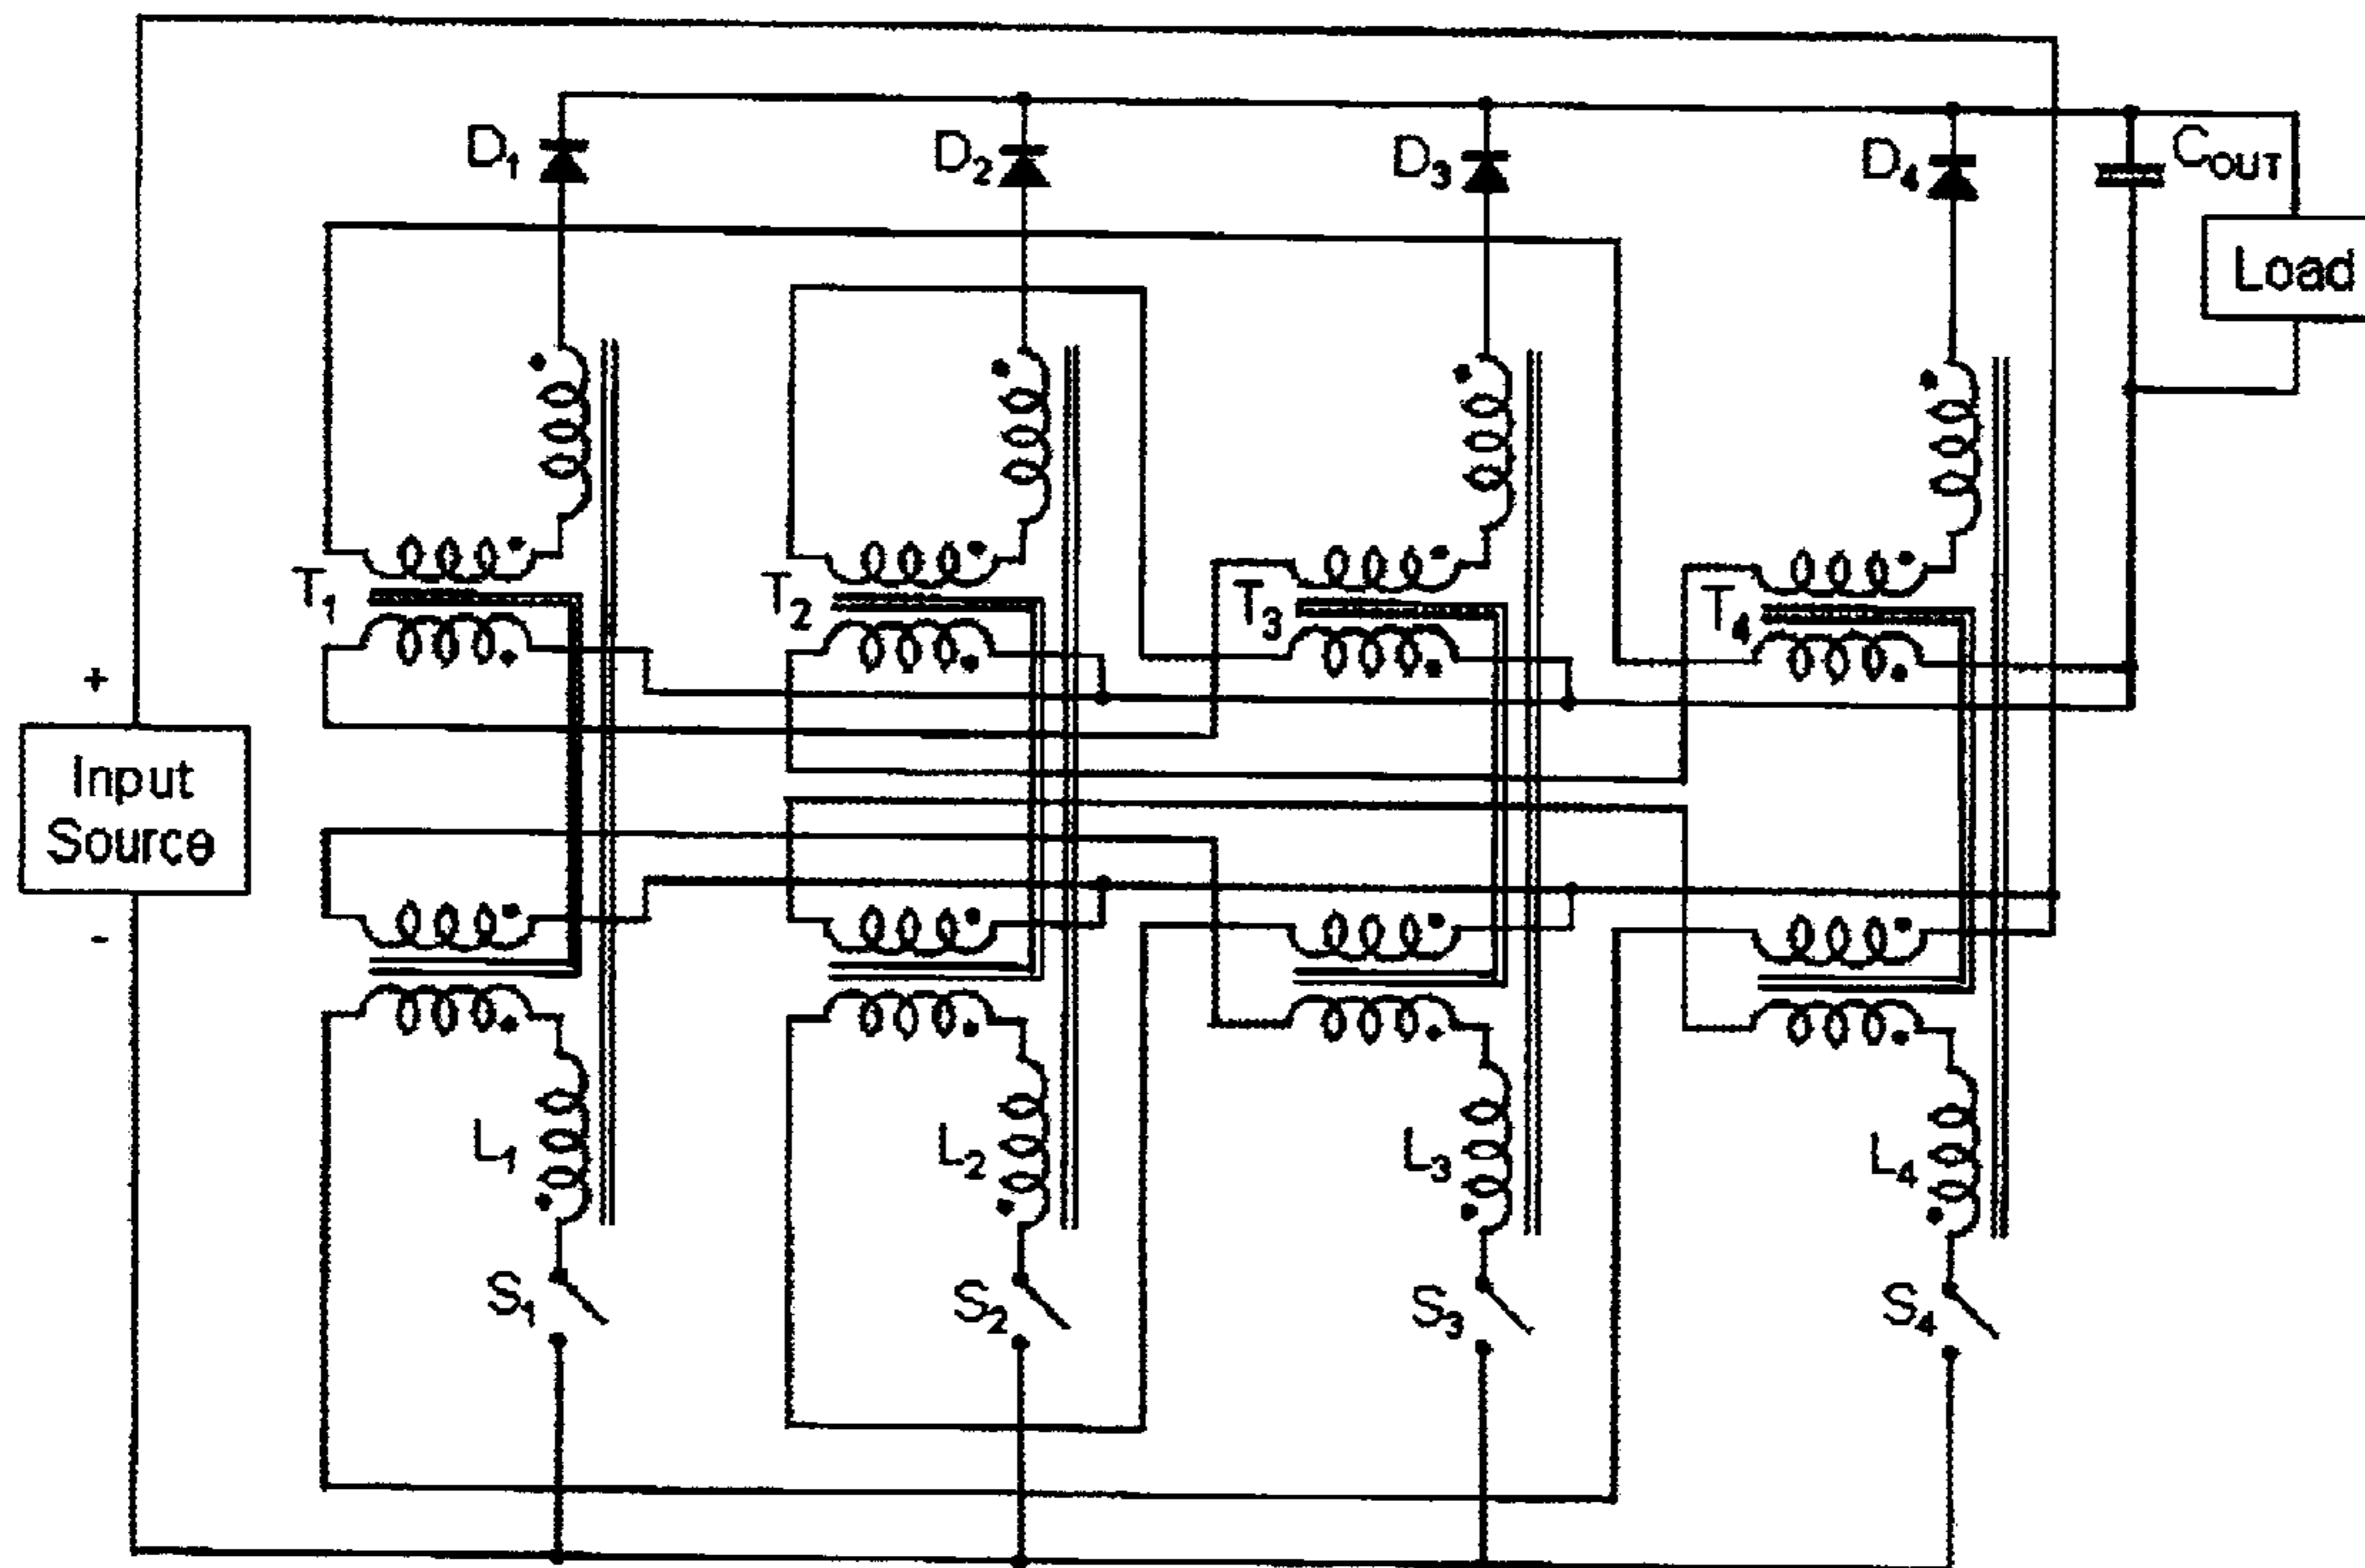 D1
D2
D3
D4
COUT
Load
T1
T2
T3
T4
+
Input
Source
-
L1
L2
L3
L4
S1
S2
S3
S4